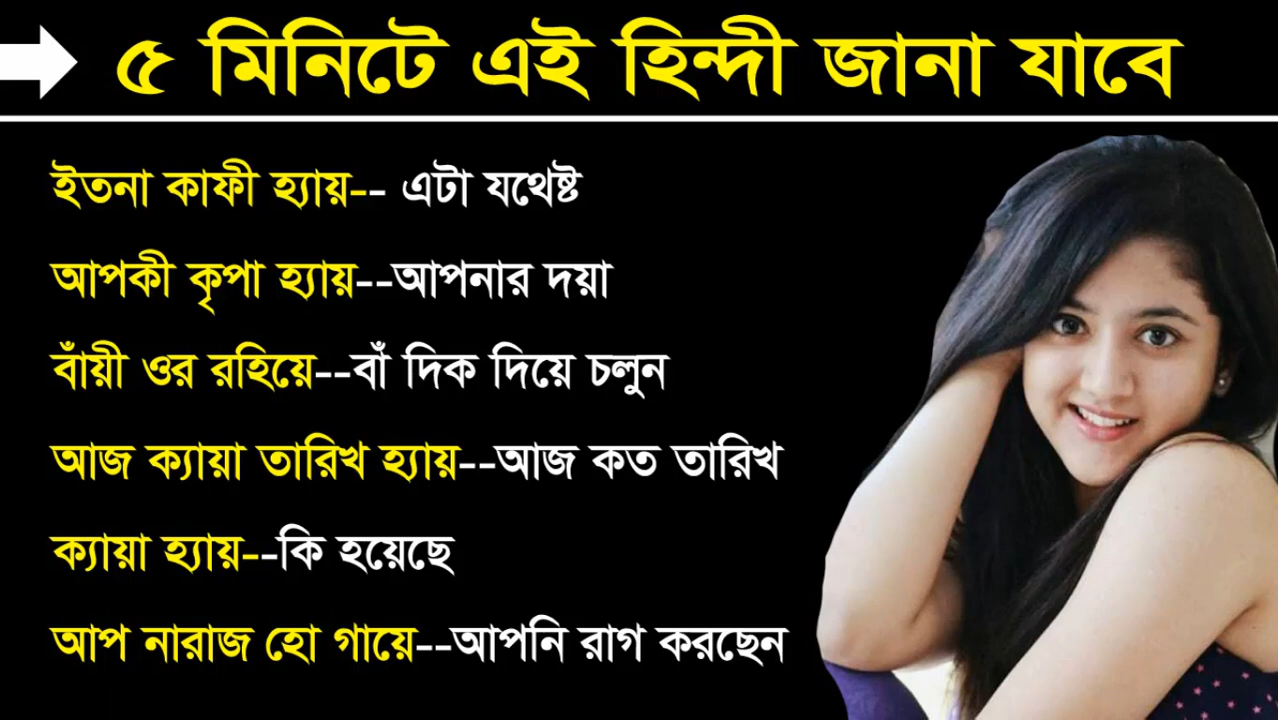 ৫ মিনিটে এই হিন্দী জানা যাবে
ইতনা কাফী হ্যায়-- এটা যথেষ্ট
আপকী কৃপা হ্যায়--আপনার দয়া
বাঁয়ী ওর রহিয়ে--বাঁ দিক দিয়ে চলুন
আজ ক্যায়া তারিখ হ্যায়--আজ কত তারিখ
ক্যায়া হ্যায়--কি হয়েছে
আপ নারাজ হো গায়ে--আপনি রাগ করছেন